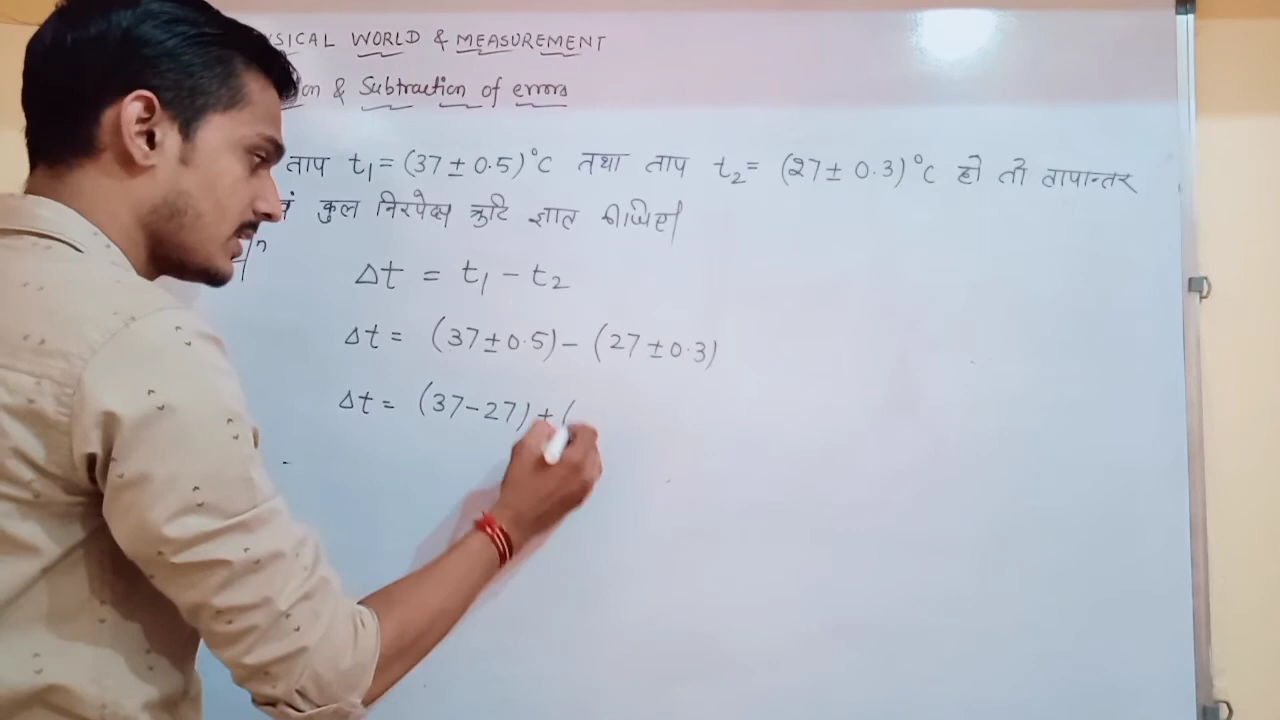 SICAL WORLD & MEASUREMENT
on & Subtraction of errors
ताप t₁ = (37 ± 0.5)°C तथा ताप t₂ = (27 ± 0.3)°C हो तो तापान्तर
वं कुल निरपेक्ष त्रुटि ज्ञात कीजिए।
n
Δt = t₁ - t₂
Δt = (37 ± 0.5) - (27 ± 0.3)
Δt = (37 - 27) + (